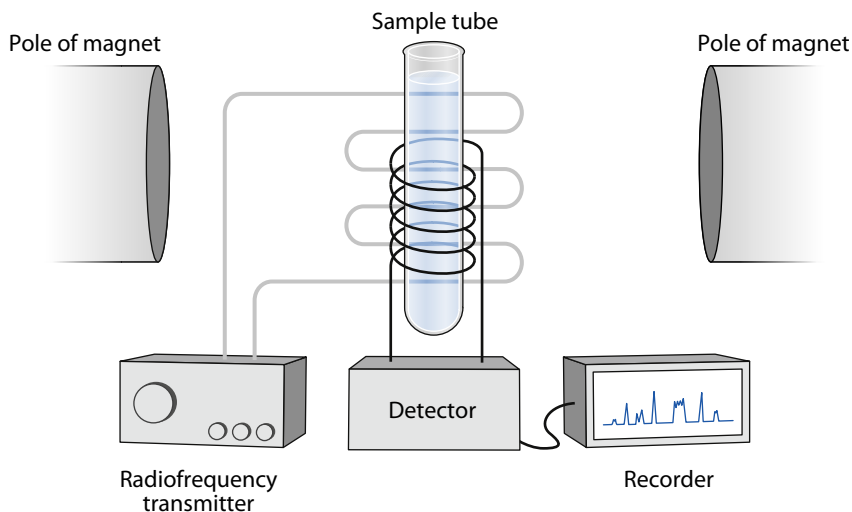 Sample tube
Pole of magnet
Pole of magnet
Detector
Radiofrequency
transmitter
Recorder